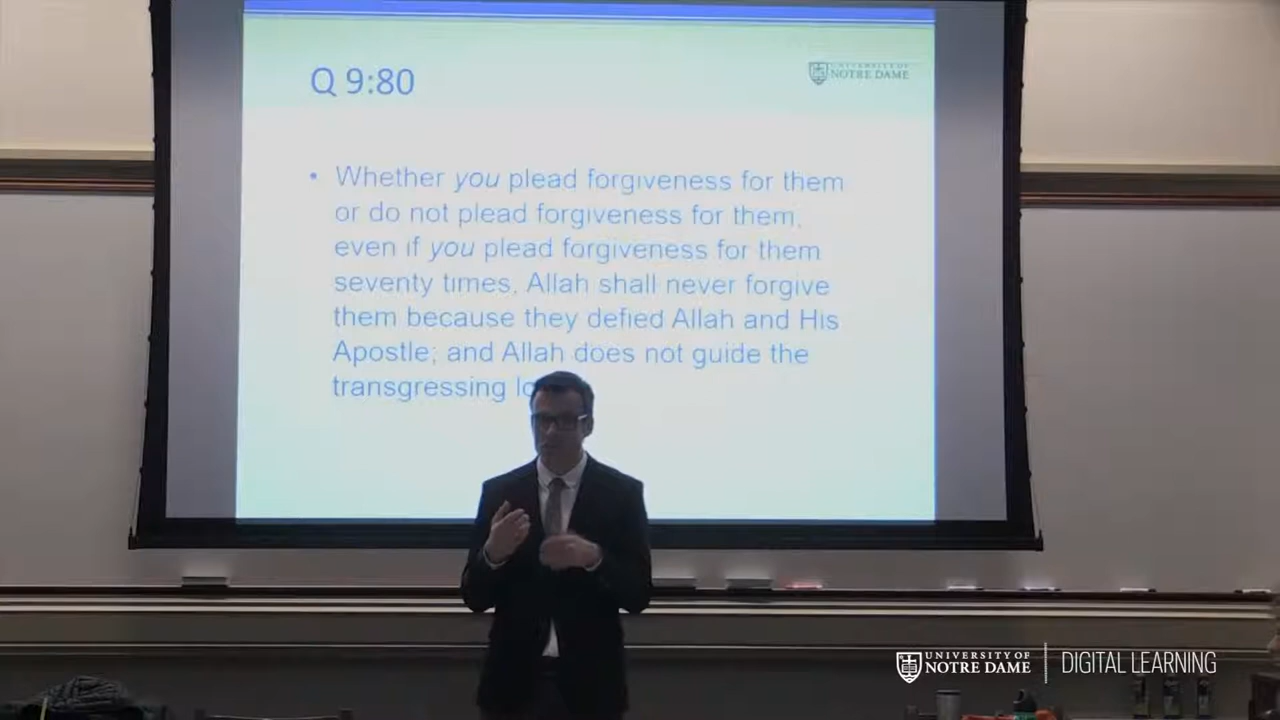 Q 9:80
UNIVERSITY OF
NOTRE DAME
• Whether you plead forgiveness for them
or do not plead forgiveness for them,
even if you plead forgiveness for them
seventy times, Allah shall never forgive
them because they defied Allah and His
Apostle; and Allah does not guide the
transgressing
UNIVERSITY OF
NOTRE DAME
DIGITAL LEARNING